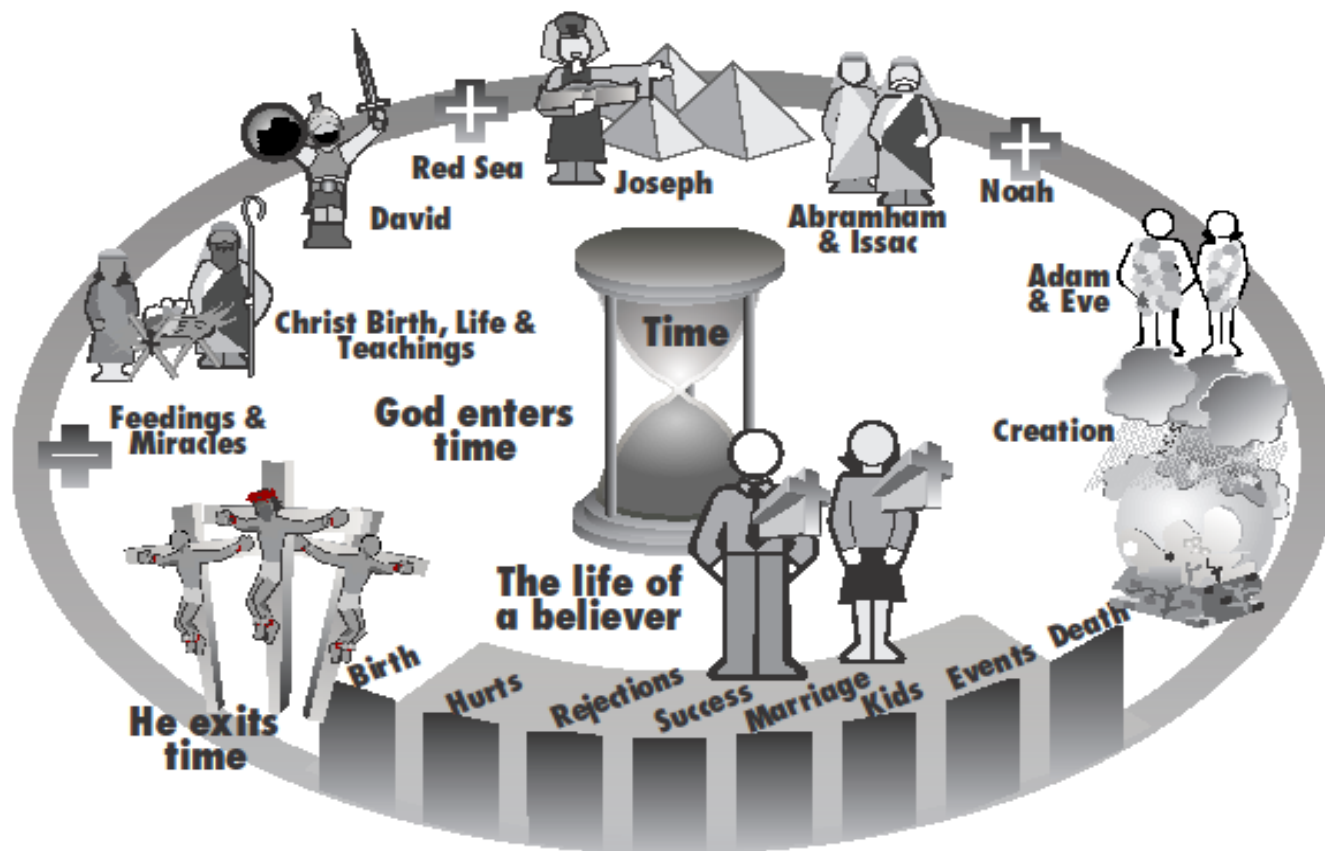 Red Sea
Joseph
Noah
David
Abramham
& Issac
Adam
& Eve
Christ Birth, Life &
Teachings
Time
Feedings &
Miracles
God enters
time
Creation
The life of
a believer
He exits
time
Birth
Hurts
Rejections
Success
Marriage
Kids
Events
Death